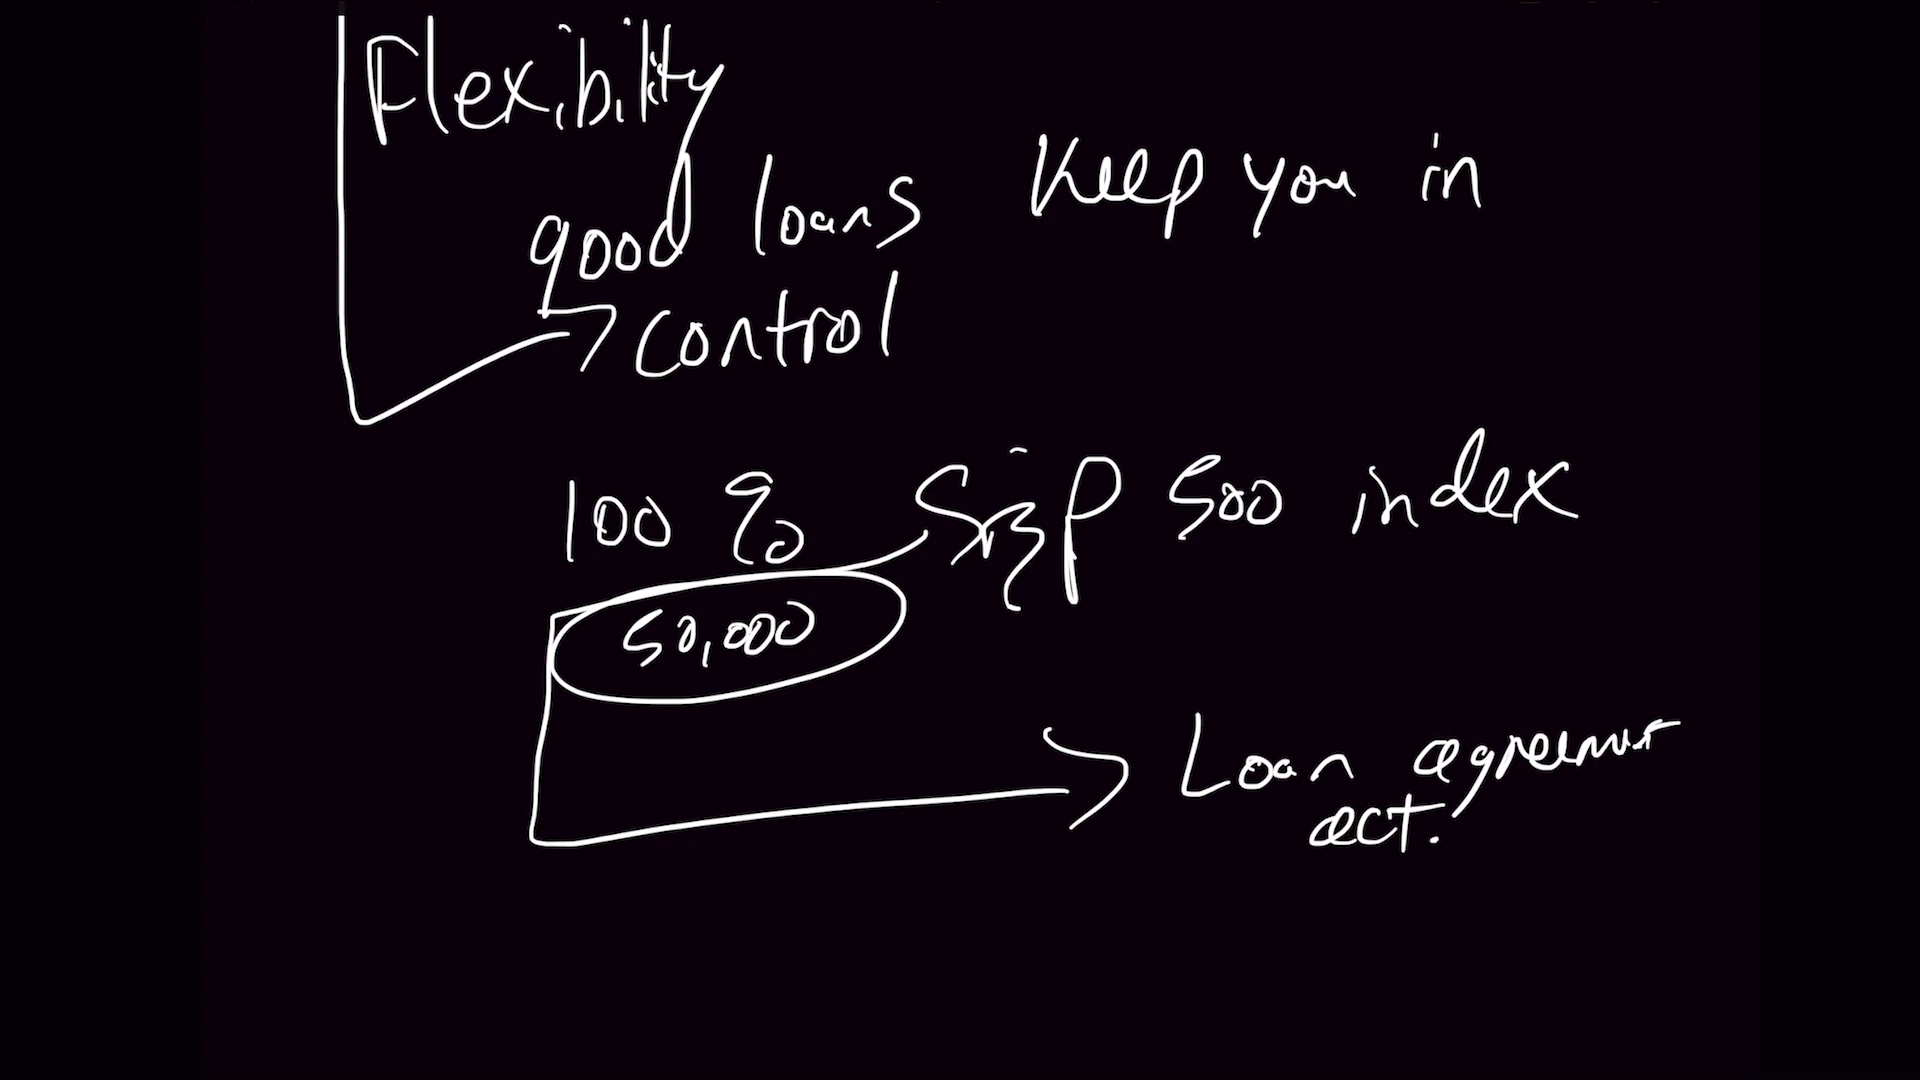 Flexibility
good loans Keep you in
control
100 % S&P 500 index
50,000
Loan agreement
act.